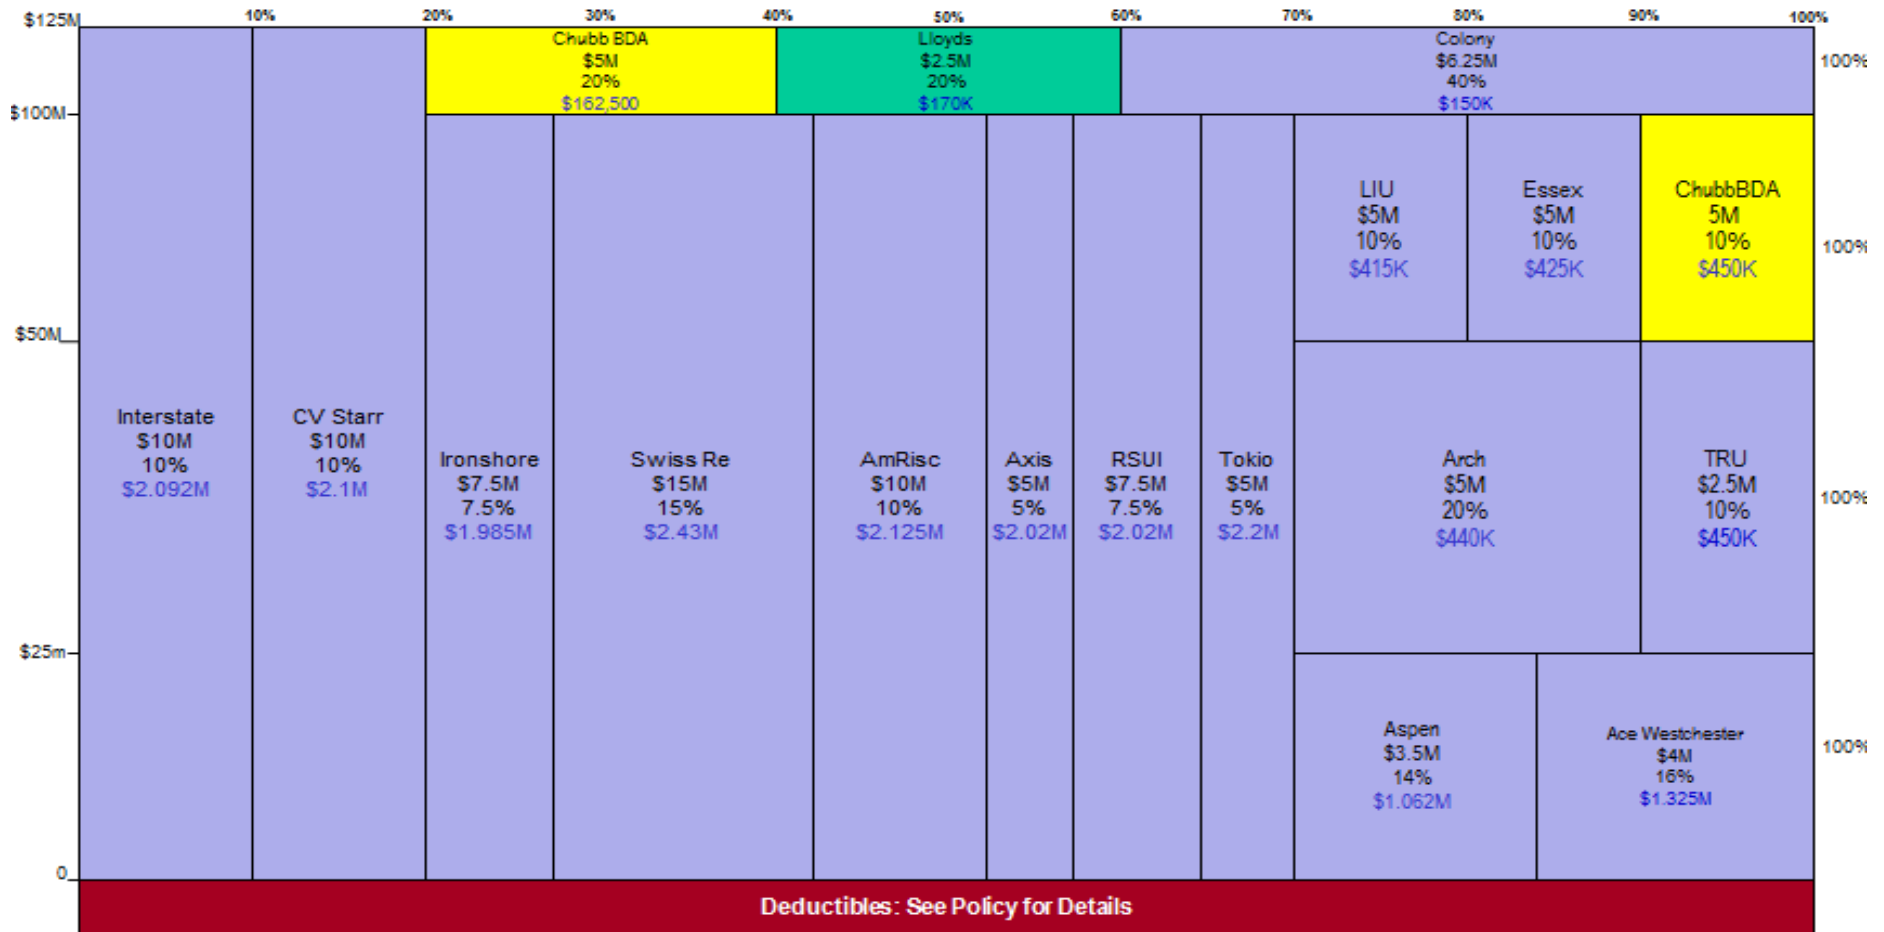 10% 20% 30% 40% 50% 60% 70% 80% 90% 100%
$125M
Chubb BDA
$5M
20%
$162,500
Lloyds
$2.5M
20%
$170K
Colony
$6.25M
40%
$150K
100%
$100M
LIU
$5M
10%
$415K
Essex
$5M
10%
$425K
ChubbBDA
5M
10%
$450K
100%
$50M
Interstate
$10M
10%
$2.092M
CV Starr
$10M
10%
$2.1M
Ironshore
$7.5M
7.5%
$1.985M
Swiss Re
$15M
15%
$2.43M
AmRisc
$10M
10%
$2.125M
Axis
$5M
5%
$2.02M
RSUI
$7.5M
7.5%
$2.02M
Tokio
$5M
5%
$2.2M
Arch
$5M
20%
$440K
TRU
$2.5M
10%
$450K
100%
$25m
Aspen
$3.5M
14%
$1.062M
Ace Westchester
$4M
16%
$1.325M
100%
0
Deductibles: See Policy for Details